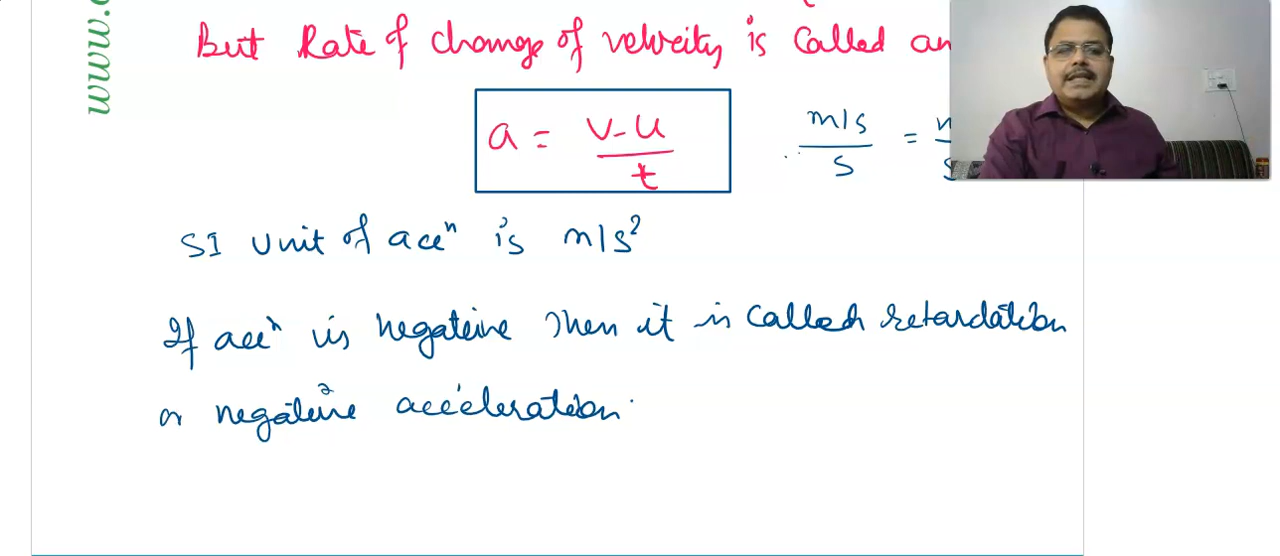 www.
But Rate of change of velocity is called
a = v-u / t
m/s / s =
SI unit of accⁿ is m/s²
If accⁿ is negative then it is called retardation
or negative acceleration.